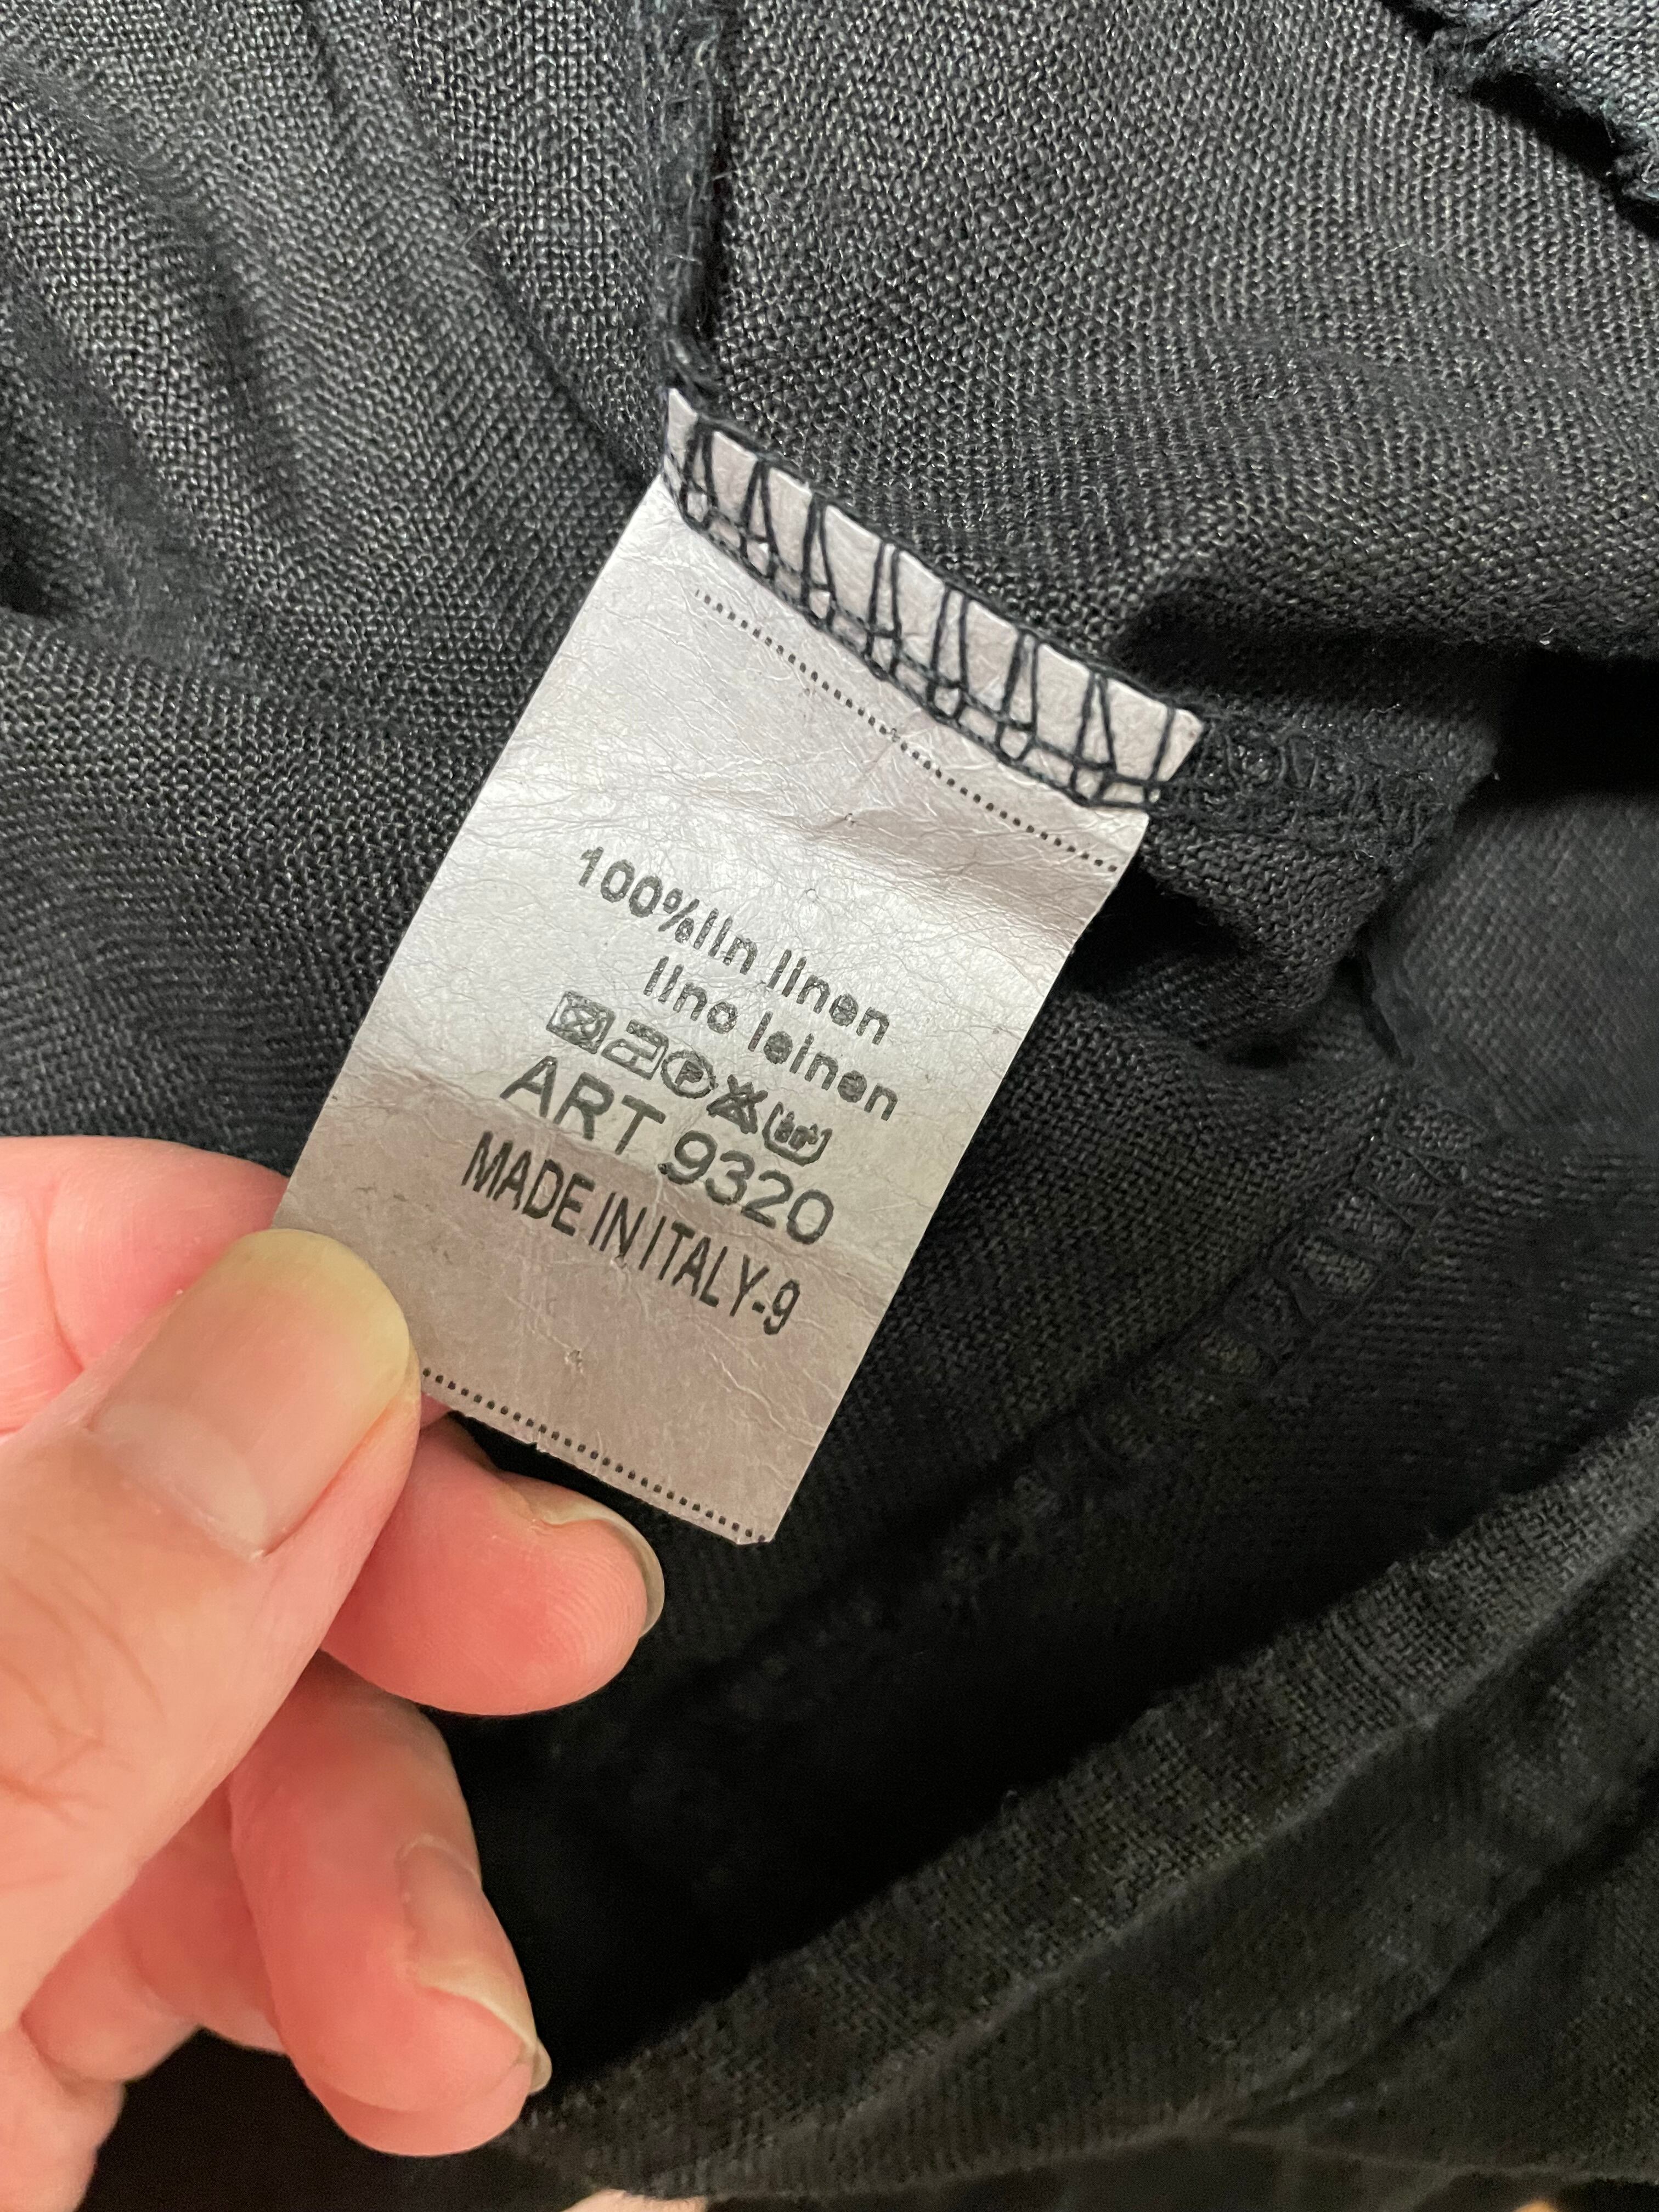 100%lin linen
lino leinen
P
ART 9320
MADE IN ITALY-9